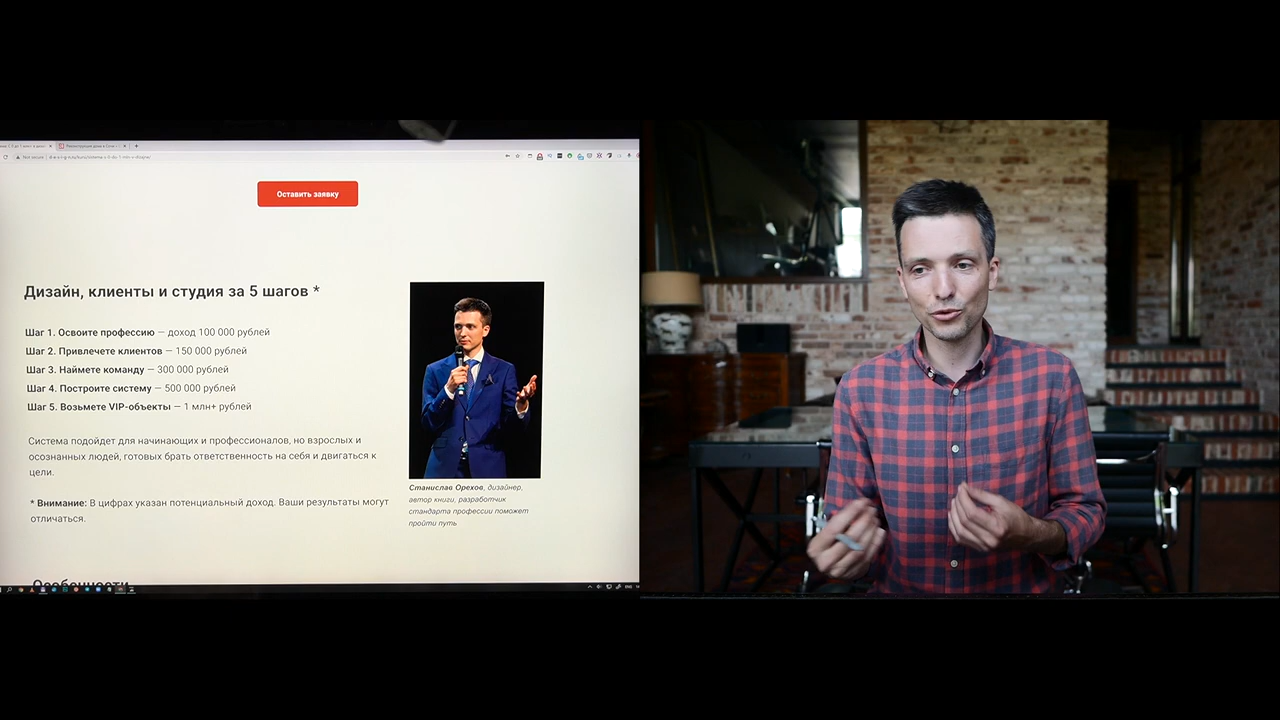 Not secure
Оставить заявку
Дизайн, клиенты и студия за 5 шагов *
Шаг 1. Освоите профессию — доход 100 000 рублей
Шаг 2. Привлечете клиентов — 150 000 рублей
Шаг 3. Наймете команду — 300 000 рублей
Шаг 4. Построите систему — 500 000 рублей
Шаг 5. Возьмете VIP-объекты — 1 млн+ рублей
Система подойдет для начинающих и профессионалов, но взрослых и
осознанных людей, готовых брать ответственность на себя и двигаться к
цели.
* Внимание: В цифрах указан потенциальный доход. Ваши результаты могут
отличаться.
Станислав Орехов, дизайнер,
автор книги, разработчик
стандарта профессии поможет
пройти путь
Особенности
ENG